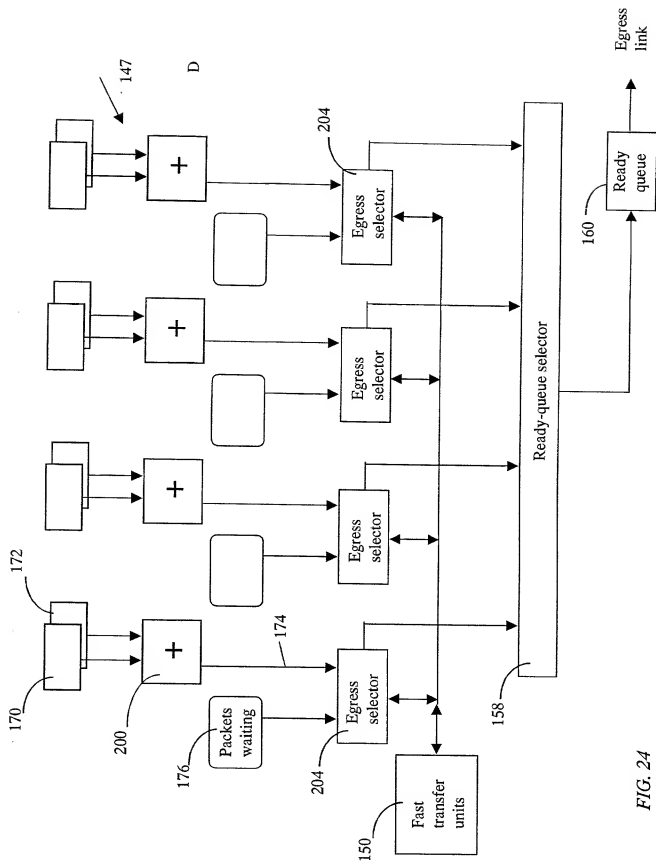 147
D
172
170
+
+
+
+
200
174
176
Packets
waiting
204
Egress
selector
Egress
selector
Egress
selector
Egress
selector
204
150
Fast
transfer
units
158
Ready-queue selector
160
Ready
queue
Egress
link
FIG. 24